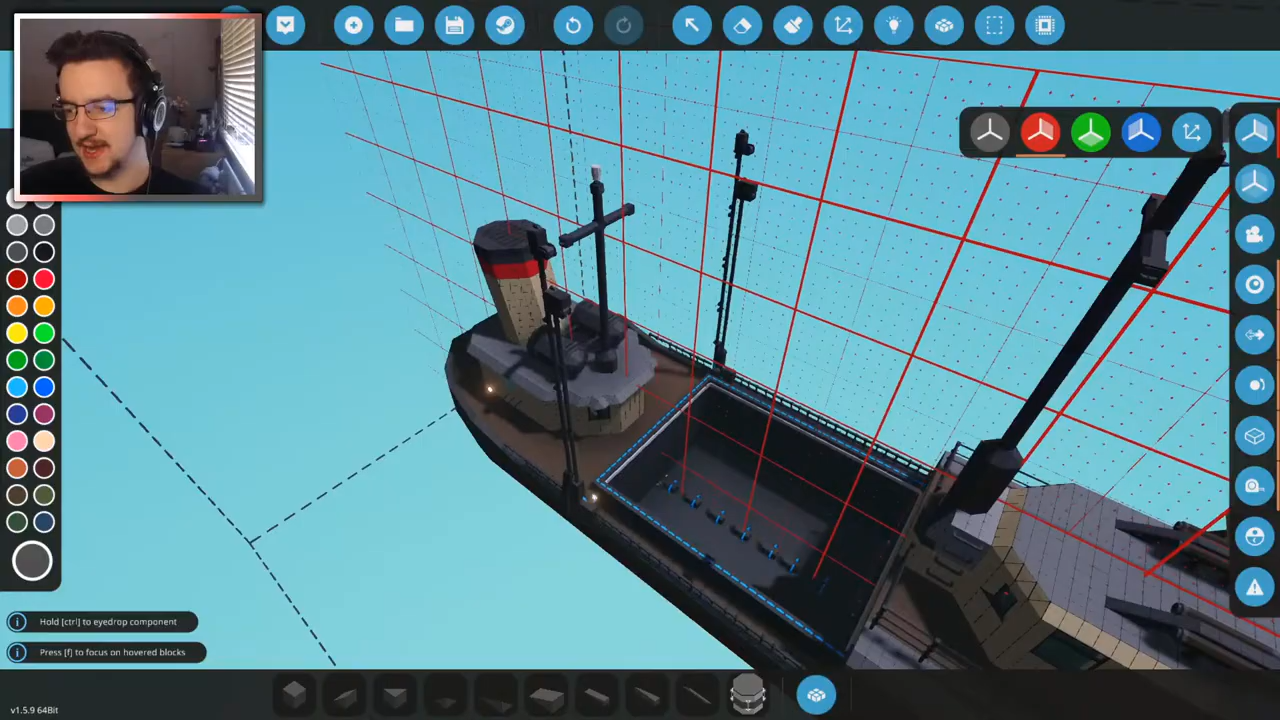 Hold [ctrl] to eyedrop component
Press [f] to focus on hovered blocks
v1.5.9 64Bit